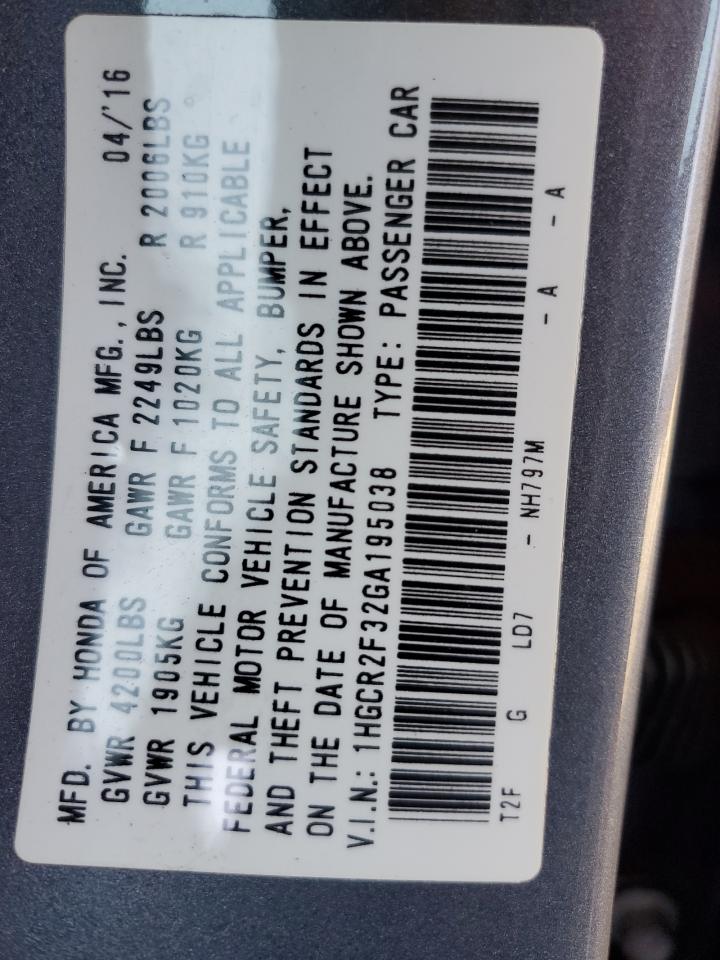 MFD. BY HONDA OF AMERICA MFG., INC. 04/'16
GVWR 4200LBS GAWR F 2249LBS R 2006LBS
GVWR 1905KG GAWR F 1020KG R 910KG
THIS VEHICLE CONFORMS TO ALL APPLICABLE
FEDERAL MOTOR VEHICLE SAFETY, BUMPER,
AND THEFT PREVENTION STANDARDS IN EFFECT
ON THE DATE OF MANUFACTURE SHOWN ABOVE.
V.I.N.: 1HGCR2F32GA195038 TYPE: PASSENGER CAR
T2F G LD7 - NH797M - A - A